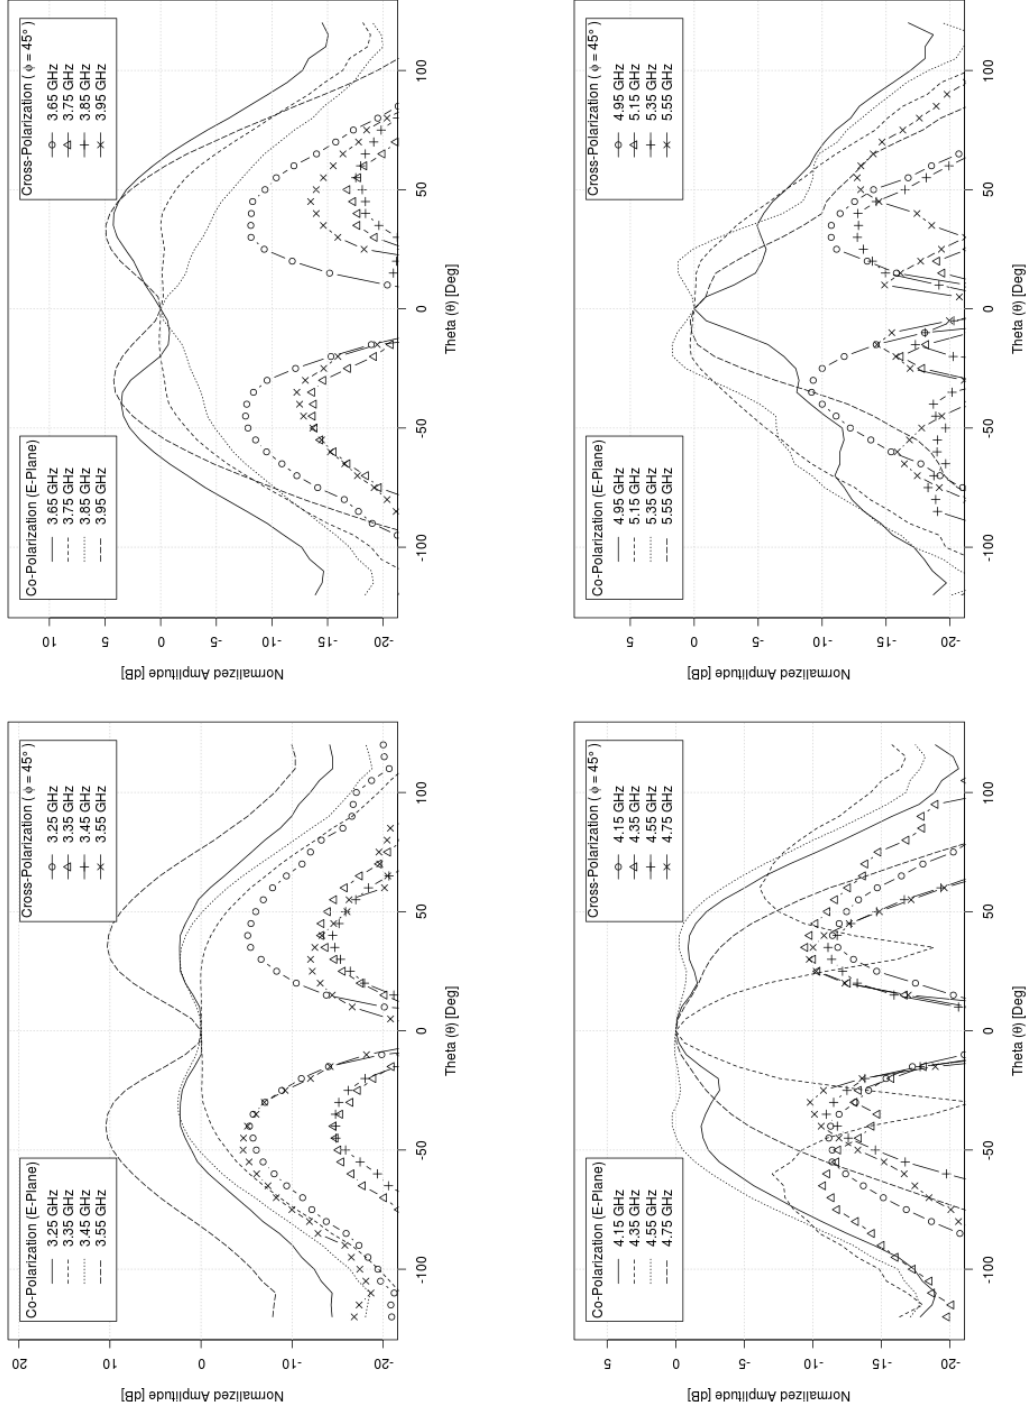 Co-Polarization (E-Plane)
3.25 GHz
3.35 GHz
3.45 GHz
3.55 GHz
Cross-Polarization ( ϕ = 45° )
3.25 GHz
3.35 GHz
3.45 GHz
3.55 GHz
20
10
0
-10
-20
Normalized Amplitude [dB]
-100
-50
0
50
100
Theta (θ) [Deg]
Co-Polarization (E-Plane)
3.65 GHz
3.75 GHz
3.85 GHz
3.95 GHz
Cross-Polarization ( ϕ = 45° )
3.65 GHz
3.75 GHz
3.85 GHz
3.95 GHz
10
5
0
-5
-10
-15
-20
Normalized Amplitude [dB]
-100
-50
0
50
100
Theta (θ) [Deg]
Co-Polarization (E-Plane)
4.15 GHz
4.35 GHz
4.55 GHz
4.75 GHz
Cross-Polarization ( ϕ = 45° )
4.15 GHz
4.35 GHz
4.55 GHz
4.75 GHz
5
0
-5
-10
-15
-20
Normalized Amplitude [dB]
-100
-50
0
50
100
Theta (θ) [Deg]
Co-Polarization (E-Plane)
4.95 GHz
5.15 GHz
5.35 GHz
5.55 GHz
Cross-Polarization ( ϕ = 45° )
4.95 GHz
5.15 GHz
5.35 GHz
5.55 GHz
5
0
-5
-10
-15
-20
Normalized Amplitude [dB]
-100
-50
0
50
100
Theta (θ) [Deg]